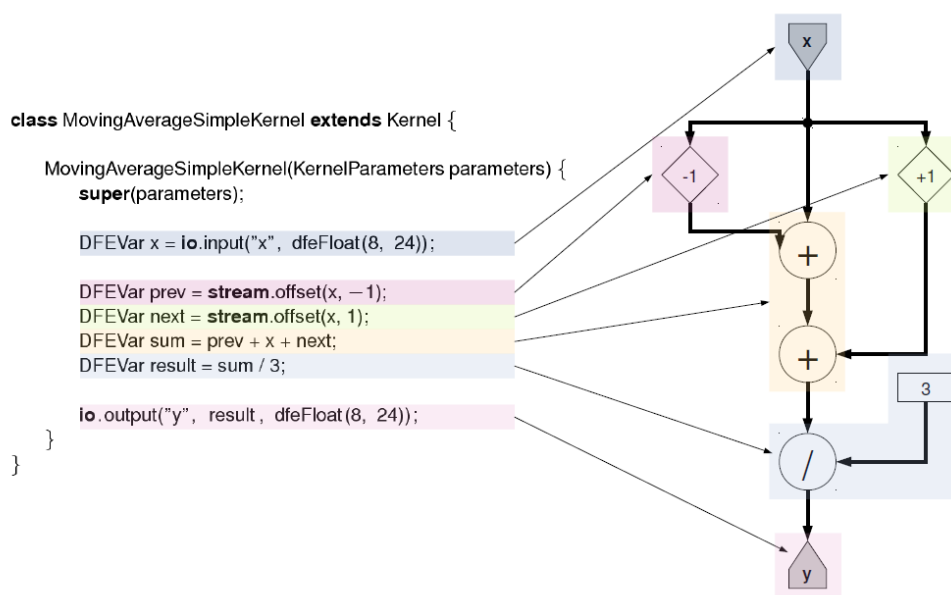 class MovingAverageSimpleKernel extends Kernel {
MovingAverageSimpleKernel(KernelParameters parameters) {
super(parameters);
DFEVar x = io.input("x", dfeFloat(8, 24));
DFEVar prev = stream.offset(x, −1);
DFEVar next = stream.offset(x, 1);
DFEVar sum = prev + x + next;
DFEVar result = sum / 3;
io.output("y", result, dfeFloat(8, 24));
}
}
x
-1
+1
+
+
3
/
y